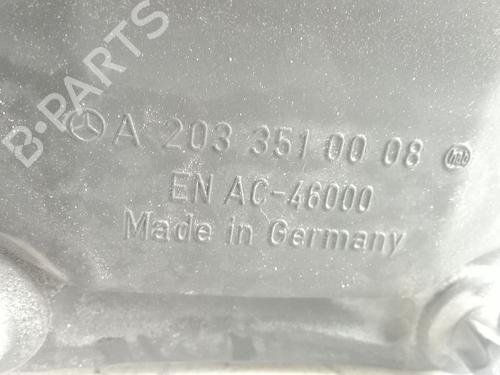 B-PARTS
A 203 351 00 08
EN AC-46000
Made in Germany